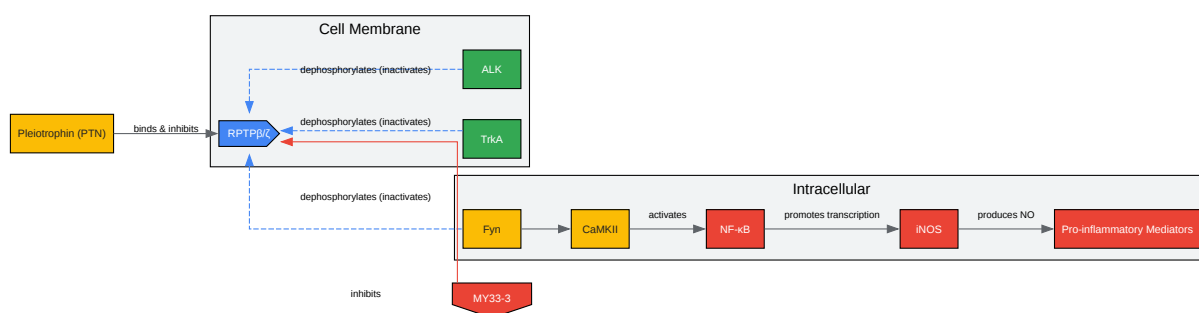 Cell Membrane
dephosphorylates (inactivates)
ALK
Pleiotrophin (PTN)
binds & inhibits
RPTPβ/ζ
dephosphorylates (inactivates)
TrkA
dephosphorylates (inactivates)
Intracellular
Fyn
CaMKII
activates
NF-κB
promotes transcription
iNOS
produces NO
Pro-inflammatory Mediators
inhibits
MY33-3